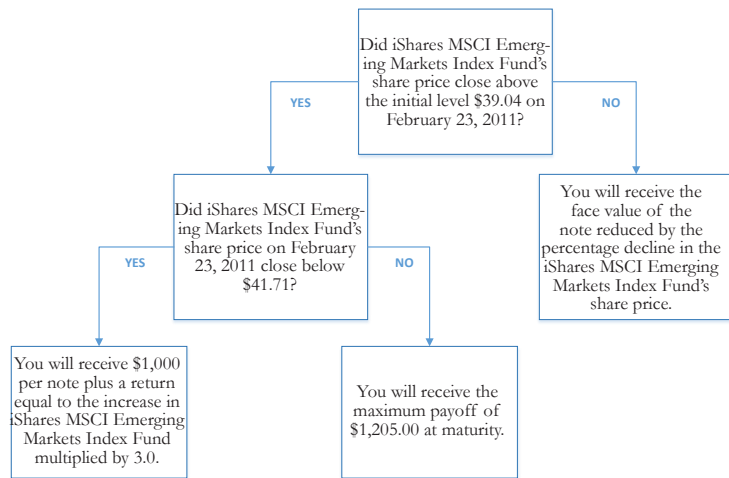 Did iShares MSCI Emerg-
ing Markets Index Fund's
share price close above
the initial level $39.04 on
February 23, 2011?
YES
NO
Did iShares MSCI Emerg-
ing Markets Index Fund's
share price on February
23, 2011 close below
$41.71?
You will receive the
face value of the
note reduced by the
percentage decline in the
iShares MSCI Emerging
Markets Index Fund's
share price.
YES
NO
You will receive $1,000
per note plus a return
equal to the increase in
iShares MSCI Emerging
Markets Index Fund
multiplied by 3.0.
You will receive the
maximum payoff of
$1,205.00 at maturity.